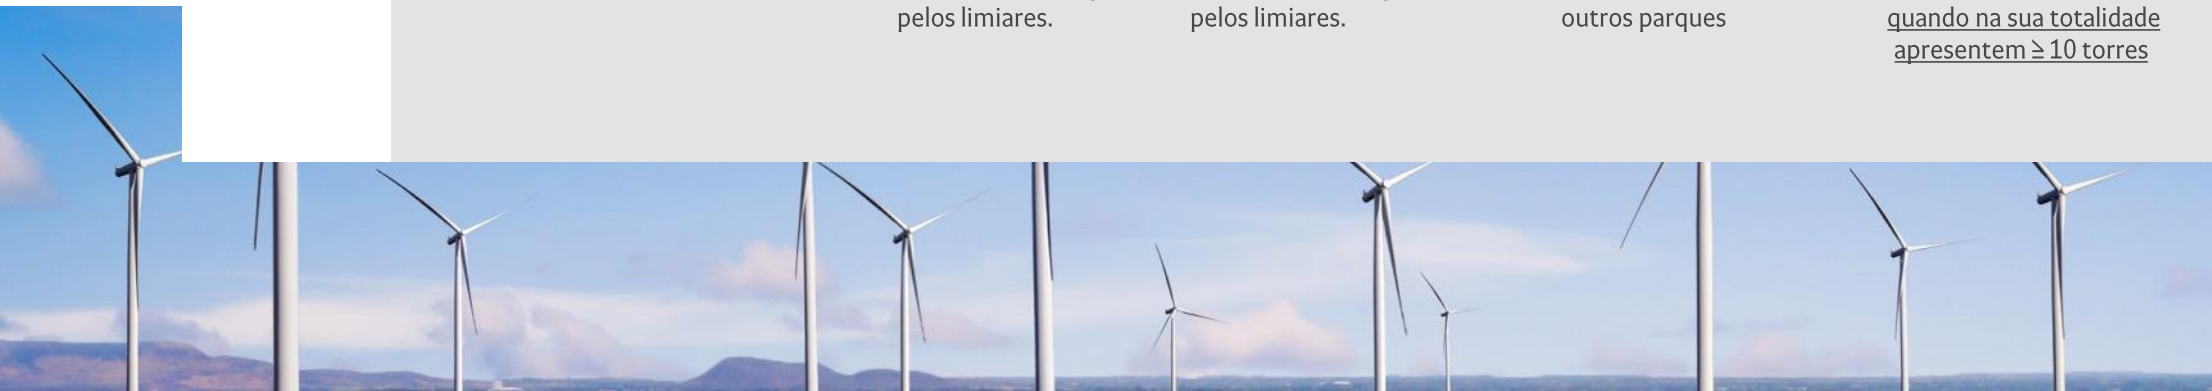 pelos limiares.
pelos limiares.
outros parques
quando na sua totalidade
apresentem ≥ 10 torres